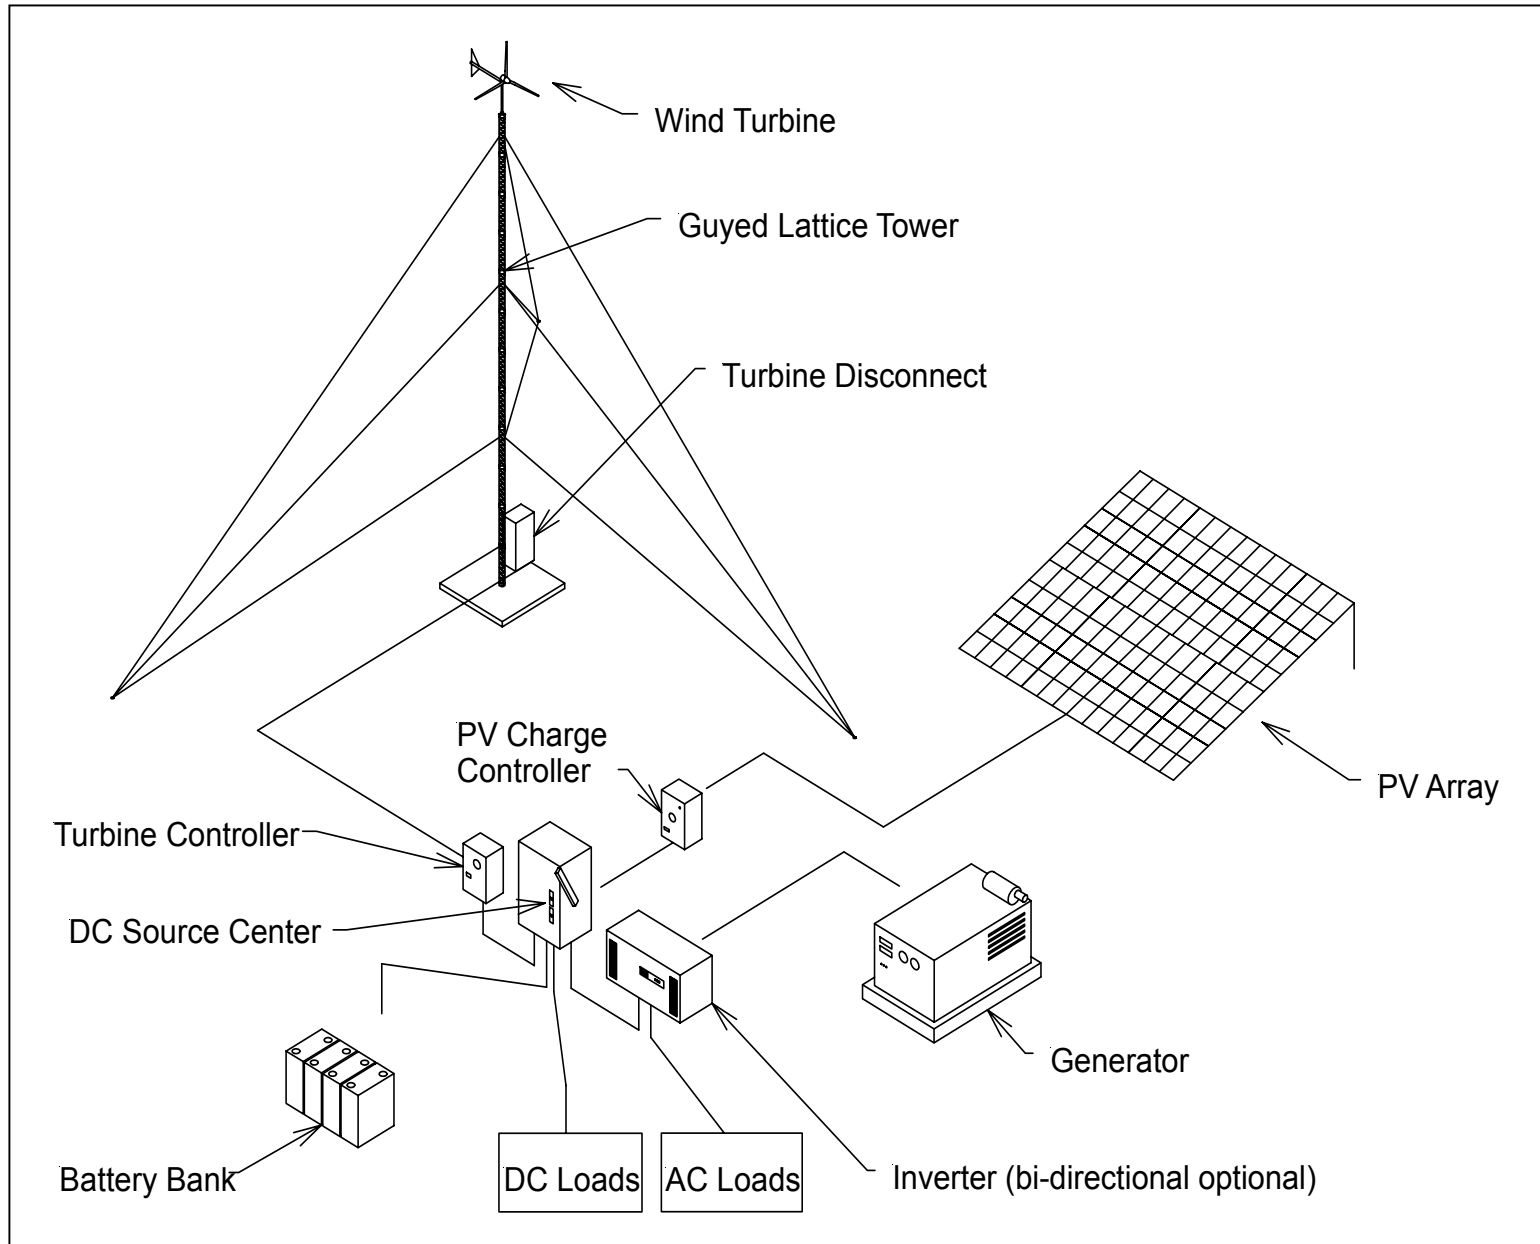 Wind Turbine
Guyed Lattice Tower
Turbine Disconnect
PV Charge
Controller
PV Array
Turbine Controller
DC Source Center
Generator
Battery Bank
DC Loads
AC Loads
Inverter (bi-directional optional)